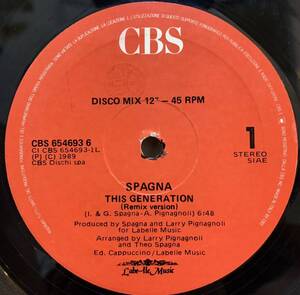 CBS
DISCO MIX 12" – 45 RPM
CBS 654693 6
CI CBS 654693-1L
(P) (C) 1989
CBS Dischi spa
1
STEREO
SIAE
SPAGNA
THIS GENERATION
(Remix version)
(I. & G. Spagna-A. Pignagnoli) 6:48
Produced by Spagna and Larry Pignagnoli
for Labelle Music
Arranged by Larry Pignagnoli and
Theo Spagna
Ed. Cappuccino/Labelle Music
Labelle Music